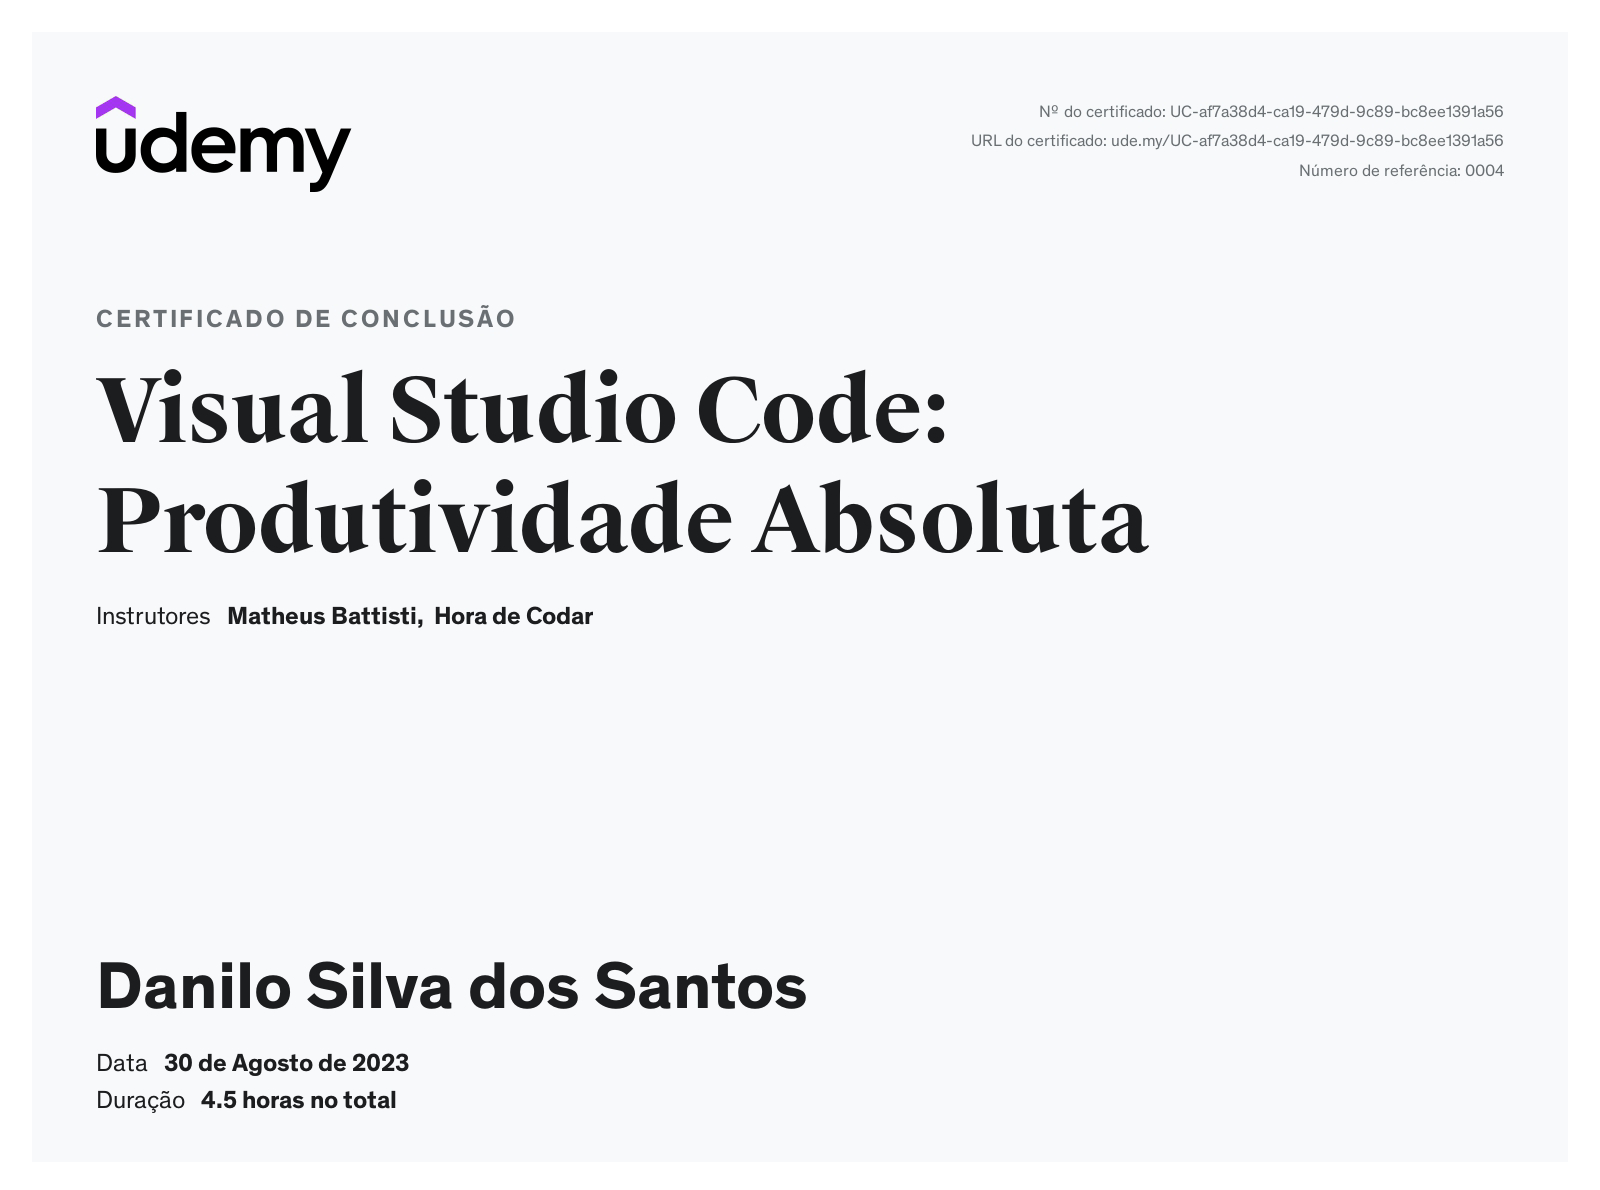 udemy
Nº do certificado: UC-af7a38d4-ca19-479d-9c89-bc8ee1391a56
URL do certificado: ude.my/UC-af7a38d4-ca19-479d-9c89-bc8ee1391a56
Número de referência: 0004
CERTIFICADO DE CONCLUSÃO
Visual Studio Code:
Produtividade Absoluta
Instrutores Matheus Battisti, Hora de Codar
Danilo Silva dos Santos
Data 30 de Agosto de 2023
Duração 4.5 horas no total